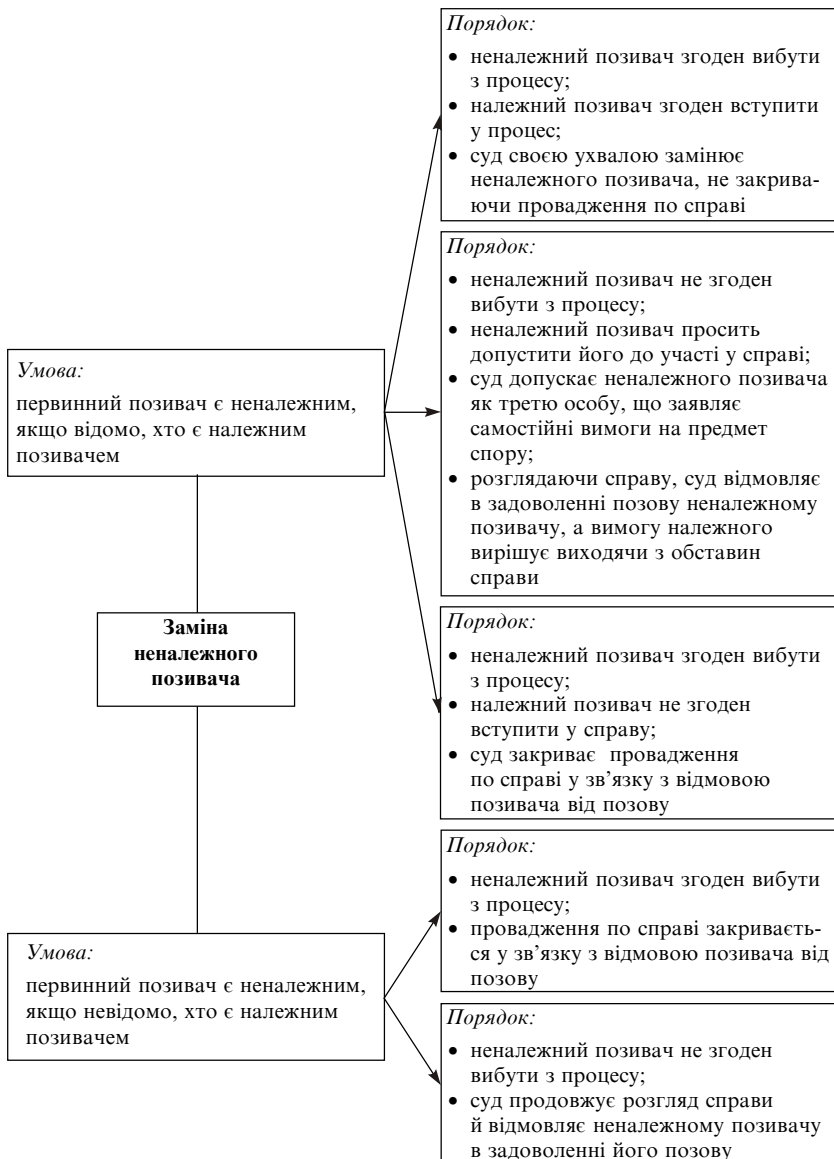 Порядок:
• неналежний позивач згоден вибути
з процесу;
• належний позивач згоден вступити
у процес;
• суд своєю ухвалою замінює
неналежного позивача, не закрива-
ючи провадження по справі
Порядок:
• неналежний позивач не згоден
вибути з процесу;
• неналежний позивач просить
допустити його до участі у справі;
• суд допускає неналежного позивача
як третю особу, що заявляє
самостійні вимоги на предмет
спору;
• розглядаючи справу, суд відмовляє
в задоволенні позову неналежному
позивачу, а вимогу належного
вирішує виходячи з обставин
справи
Умова:
первинний позивач є неналежним,
якщо відомо, хто є належним
позивачем
Заміна
неналежного
позивача
Порядок:
• неналежний позивач згоден вибути
з процесу;
• належний позивач не згоден
вступити у справу;
• суд закриває провадження
по справі у зв'язку з відмовою
позивача від позову
Порядок:
• неналежний позивач згоден вибути
з процесу;
• провадження по справі закриваєть-
ся у зв'язку з відмовою позивача від
позову
Умова:
первинний позивач є неналежним,
якщо невідомо, хто є належним
позивачем
Порядок:
• неналежний позивач не згоден
вибути з процесу;
• суд продовжує розгляд справи
й відмовляє неналежному позивачу
в задоволенні його позову